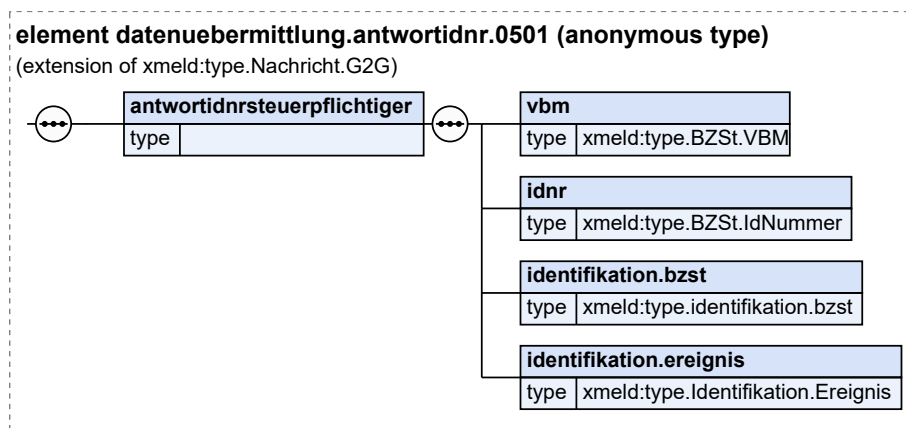 element datenuebermittlung.antwortidnr.0501 (anonymous type)
(extension of xmeld:type.Nachricht.G2G)
antwortidnrsteuerpflichtiger
type
vbm
type xmeld:type.BZSt.VBM
idnr
type xmeld:type.BZSt.IdNummer
identifikation.bzst
type xmeld:type.identifikation.bzst
identifikation.ereignis
type xmeld:type.Identifikation.Ereignis